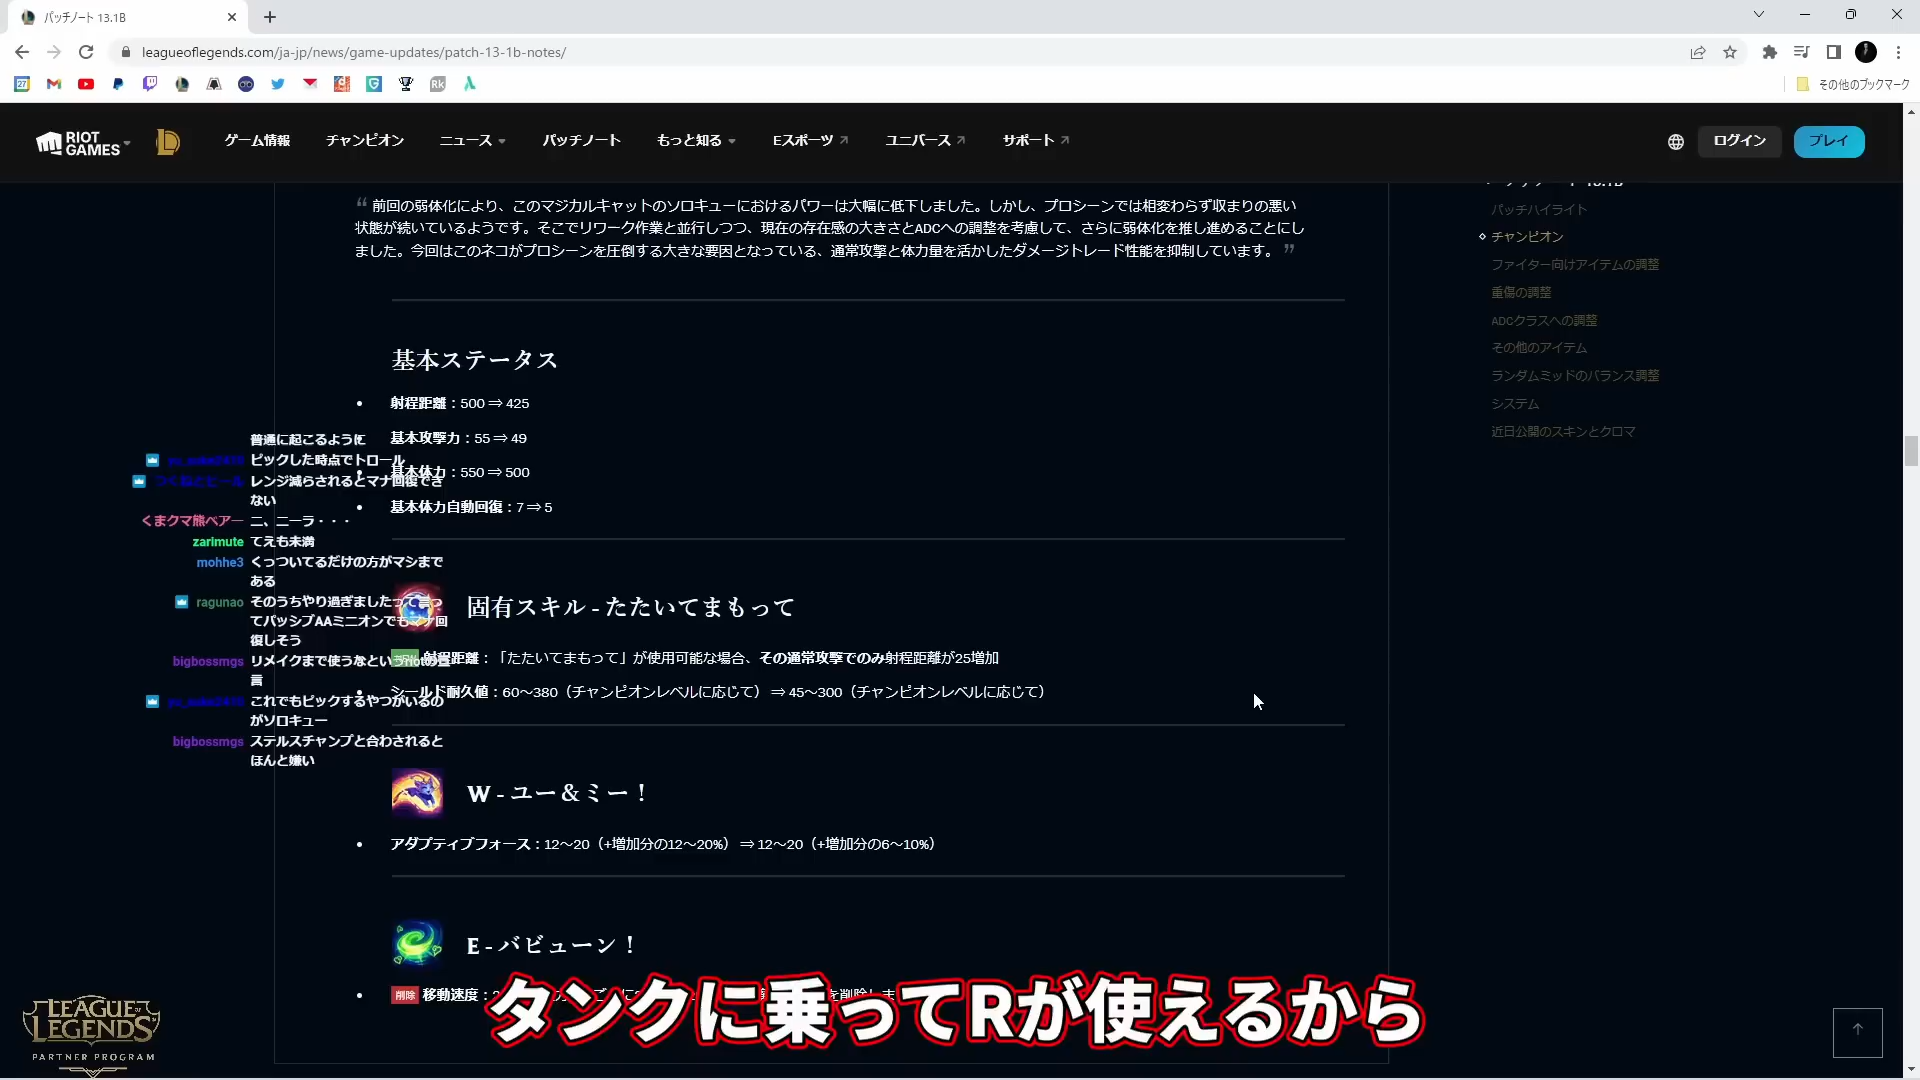 パッチノート 13.1B
leagueoflegends.com/ja-jp/news/game-updates/patch-13-1b-notes/
27
Rk
その他のブックマーク
RIOT GAMES
ゲーム情報
チャンピオン
ニュース
パッチノート
もっと知る
Eスポーツ
ユニバース
サポート
ログイン
プレイ
“ 前回の弱体化により、このマジカルキャットのソロキューにおけるパワーは大幅に低下しました。しかし、プロシーンでは相変わらず収まりの悪い
状態が続いているようです。そこでリワーク作業と並行しつつ、現在の存在感の大きさとADCへの調整を考慮して、さらに弱体化を推し進めることにし
ました。今回はこのネコがプロシーンを圧倒する大きな要因となっている、通常攻撃と体力量を活かしたダメージトレード性能を抑制しています。 ”
パッチハイライト
チャンピオン
ファイター向けアイテムの調整
重傷の調整
ADCクラスへの調整
その他のアイテム
ランダムミッドのバランス調整
システム
近日公開のスキンとクロマ
基本ステータス
射程距離：500 ⇒ 425
基本攻撃力：55 ⇒ 49
基本体力：550 ⇒ 500
基本体力自動回復：7 ⇒ 5
普通に起こるように
ピックした時点でトロール
レンジ減らされるとマナ回復でき
ない
くまクマ熊ベアー 二、ニーラ・・・
zarimute てえも未満
mohhe3 くっついてるだけの方がマシまで
ある
ragunao そのうちやり過ぎましたって言っ
てパッシブAAミニオンでもマナ回
復しそう
bigbossmgs リメイクまで使うなというriotの宣
言
これでもピックするやつがいるの
がソロキュー
bigbossmgs ステルスチャンプと合わされると
ほんと嫌い
固有スキル - たたいてまもって
射程距離：「たたいてまもって」が使用可能な場合、その通常攻撃でのみ射程距離が25増加
シールド耐久値：60～380（チャンピオンレベルに応じて） ⇒ 45～300（チャンピオンレベルに応じて）
W - ユー＆ミー！
アダプティブフォース：12～20（+増加分の12～20%） ⇒ 12～20（+増加分の6～10%）
E - バビューン！
削除 移動速度：
を削除しま
タンクに乗ってRが使えるから
LEAGUE OF LEGENDS
PARTNER PROGRAM